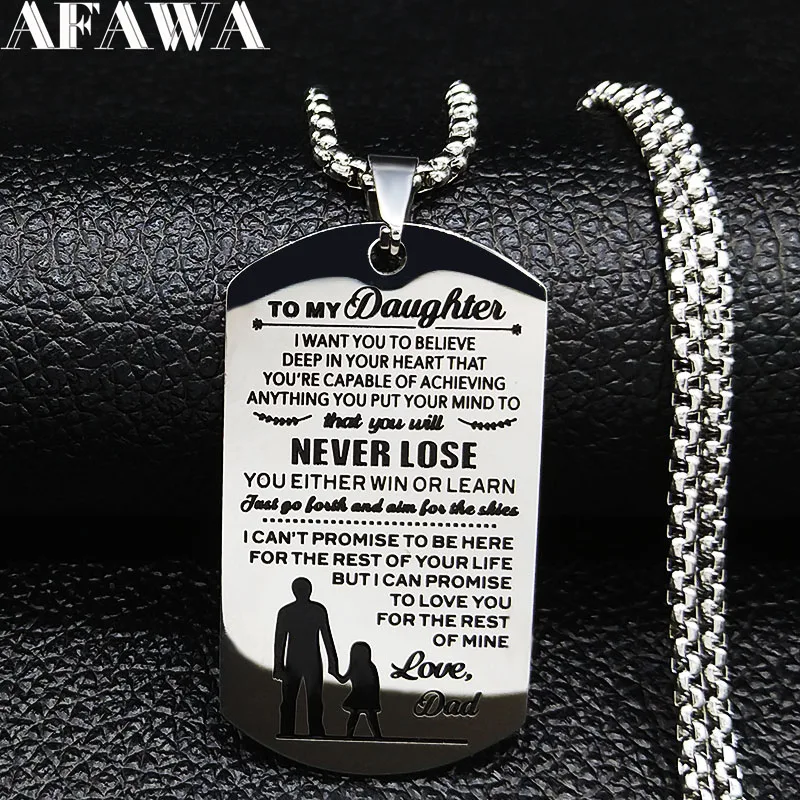 AFAWA
TO MY Daughter
I WANT YOU TO BELIEVE
DEEP IN YOUR HEART THAT
YOU'RE CAPABLE OF ACHIEVING
ANYTHING YOU PUT YOUR MIND TO
that you will
NEVER LOSE
YOU EITHER WIN OR LEARN
Just go forth and aim for the skies
I CAN'T PROMISE TO BE HERE
FOR THE REST OF YOUR LIFE
BUT I CAN PROMISE
TO LOVE YOU
FOR THE REST
OF MINE
Love,
Dad